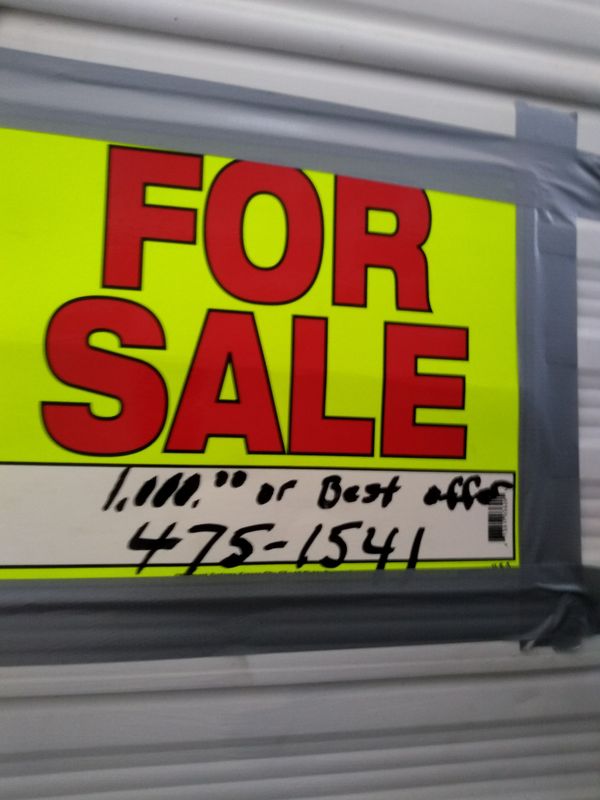 FOR
SALE
1,000.00 or Best offer
475-1541
U.S.A.